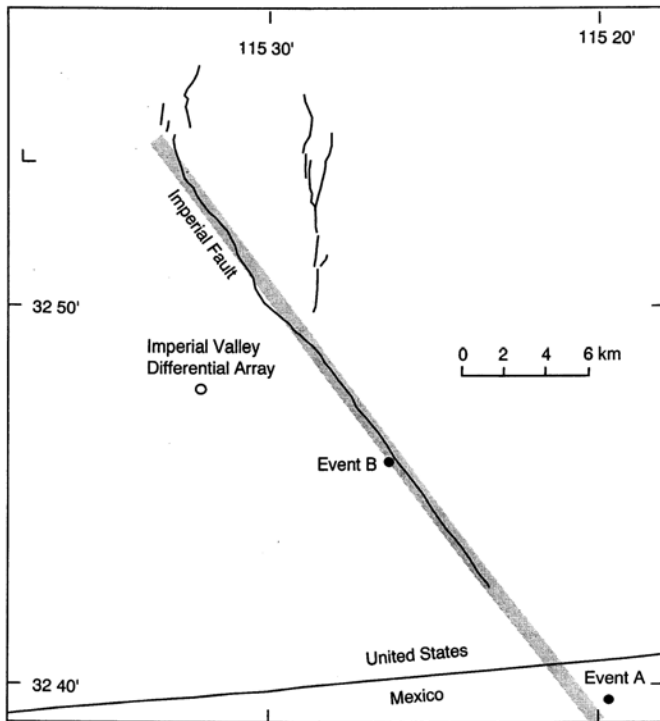 115 30'
115 20'
Imperial Fault
32 50'
Imperial Valley
Differential Array
0 2 4 6 km
Event B
United States
32 40'
Mexico
Event A